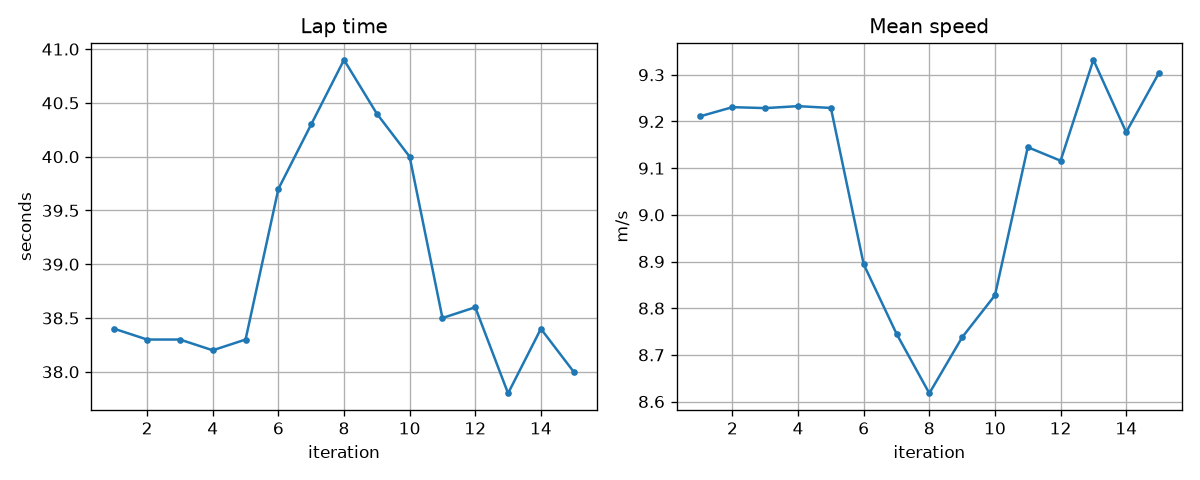 Lap time
41.0
40.5
40.0
39.5
39.0
38.5
38.0
seconds
2 4 6 8 10 12 14
iteration
Mean speed
9.3
9.2
9.1
9.0
8.9
8.8
8.7
8.6
m/s
2 4 6 8 10 12 14
iteration